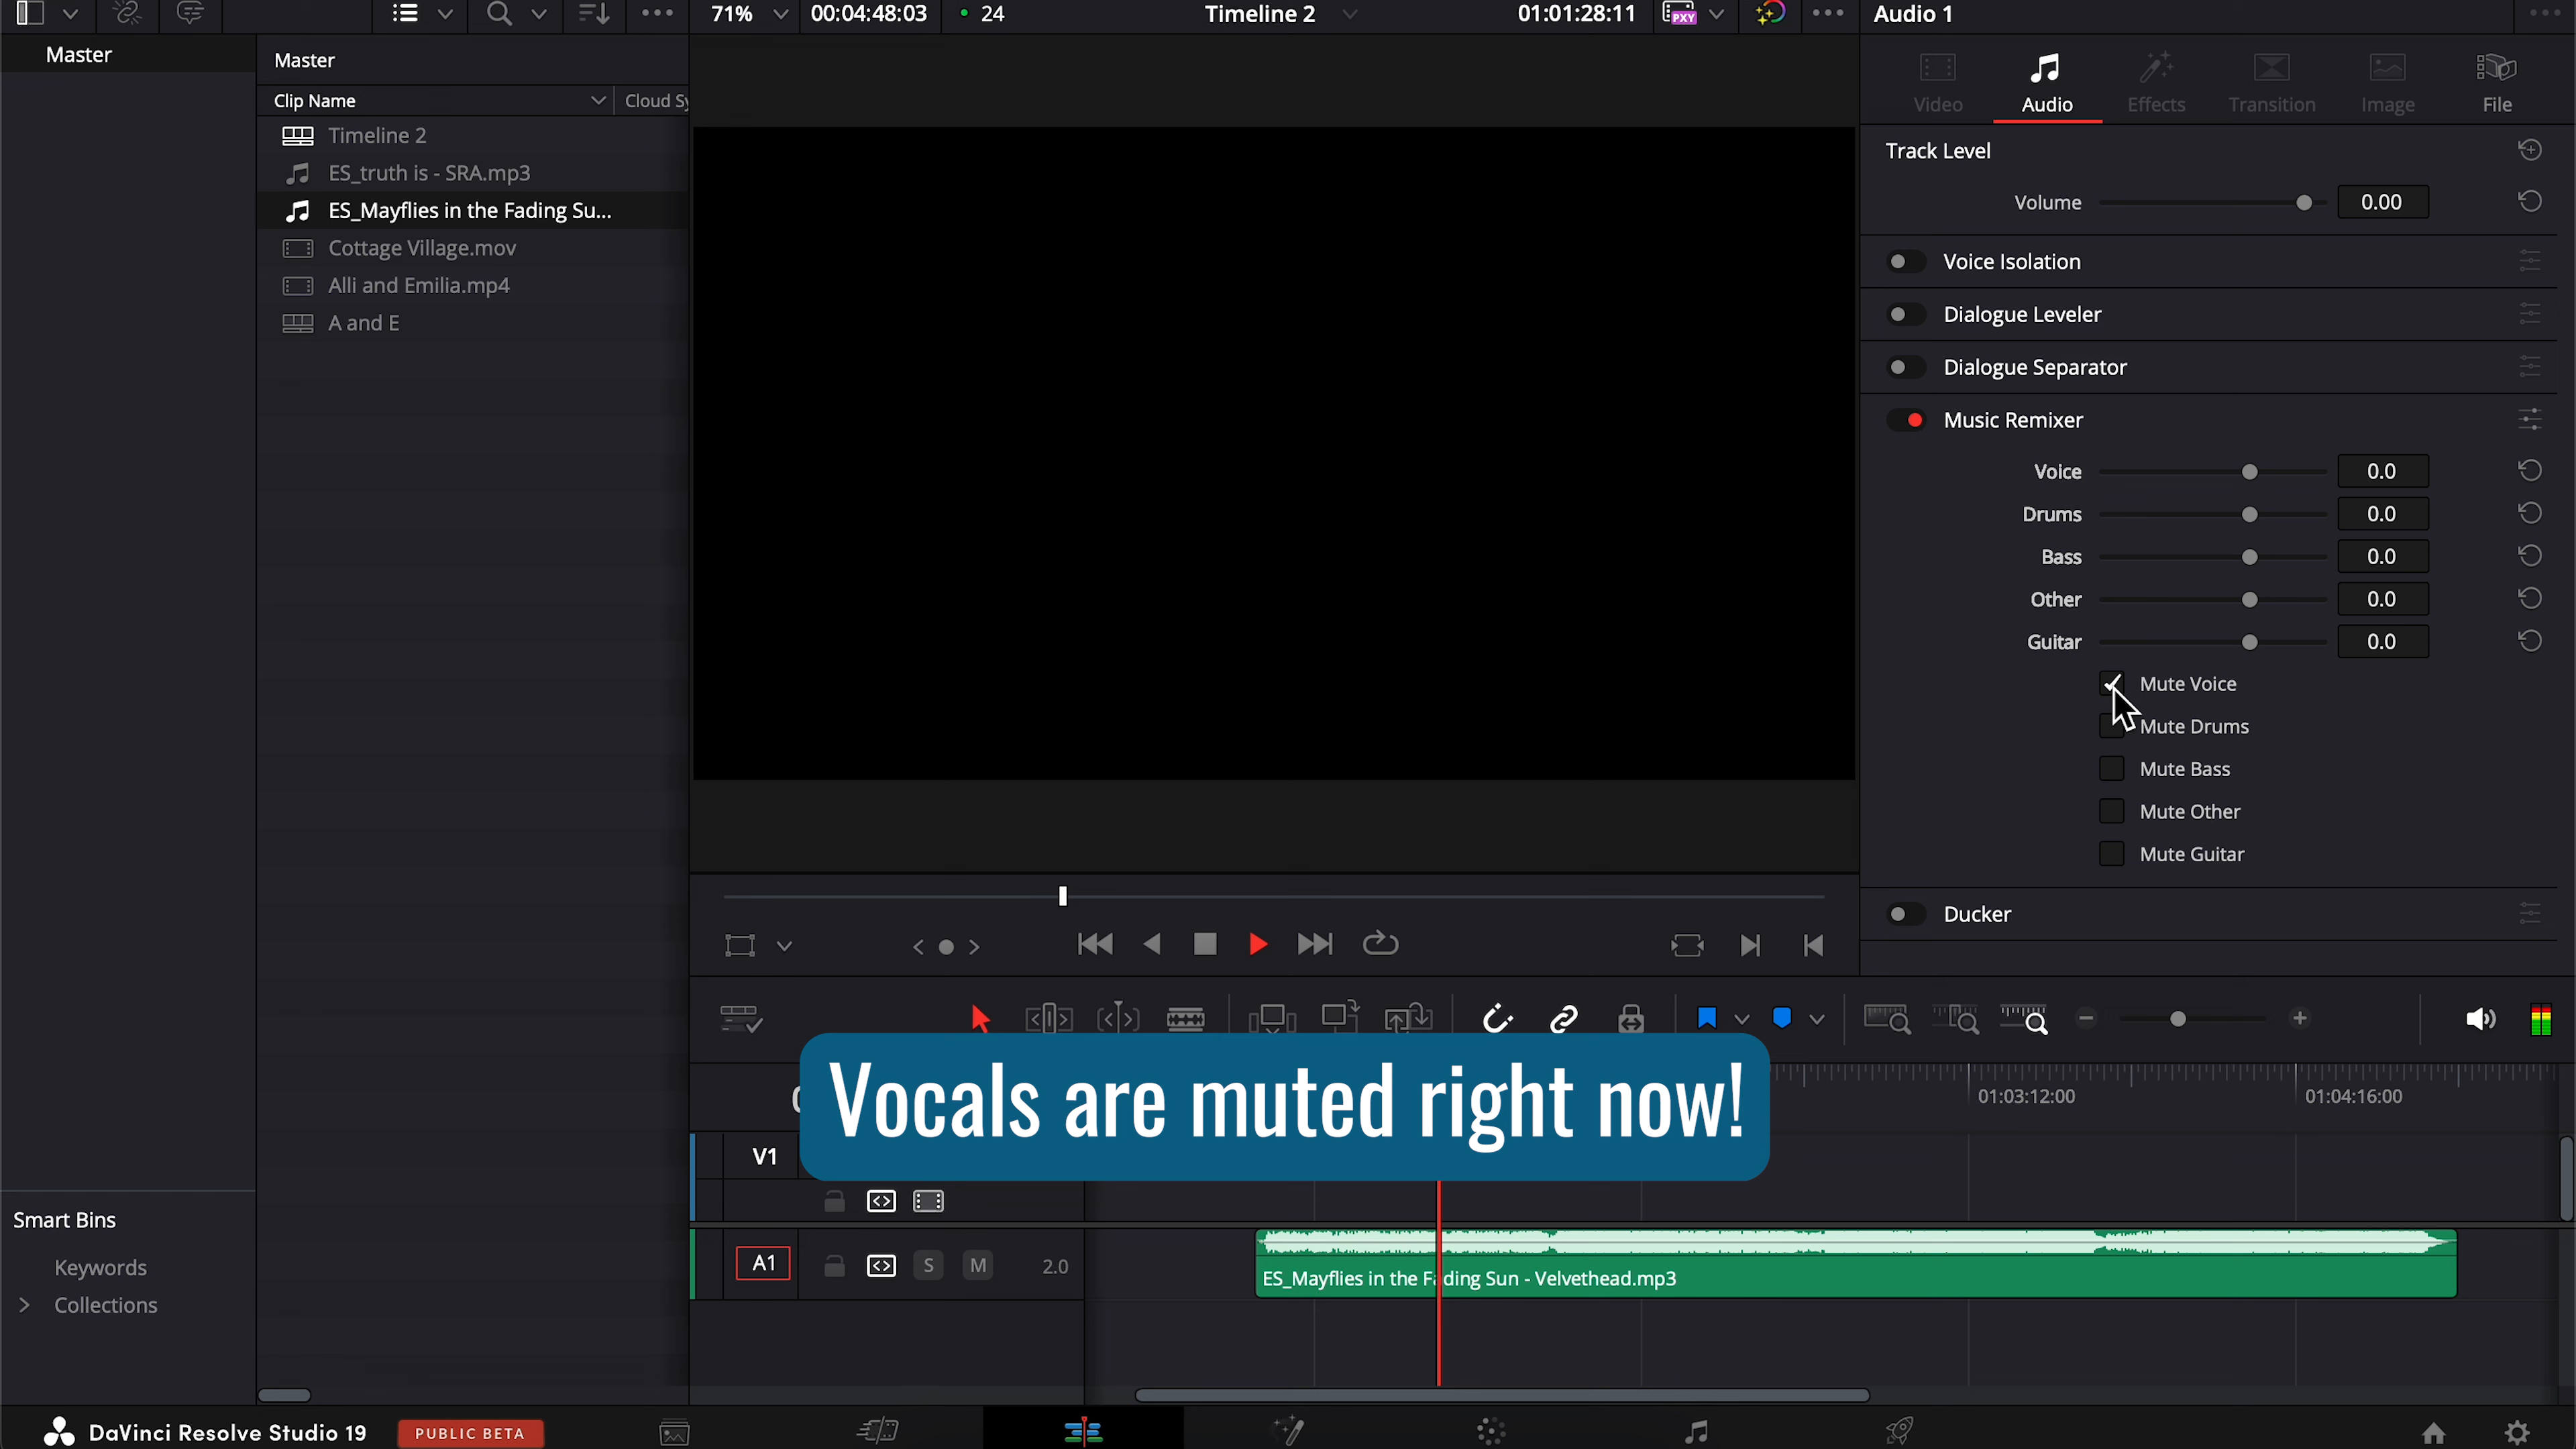 71%
00:04:48:03
24
Timeline 2
01:01:28:11
PXY
Audio 1
Master
Master
Clip Name
Cloud Sy
Timeline 2
ES_truth is - SRA.mp3
ES_Mayflies in the Fading Su...
Cottage Village.mov
Alli and Emilia.mp4
A and E
Video
Audio
Effects
Transition
Image
File
Track Level
Volume
0.00
Voice Isolation
Dialogue Leveler
Dialogue Separator
Music Remixer
Voice
0.0
Drums
0.0
Bass
0.0
Other
0.0
Guitar
0.0
Mute Voice
Mute Drums
Mute Bass
Mute Other
Mute Guitar
Ducker
Vocals are muted right now!
01:03:12:00
01:04:16:00
V1
A1
S
M
2.0
ES_Mayflies in the Fading Sun - Velvethead.mp3
Smart Bins
Keywords
Collections
DaVinci Resolve Studio 19
PUBLIC BETA